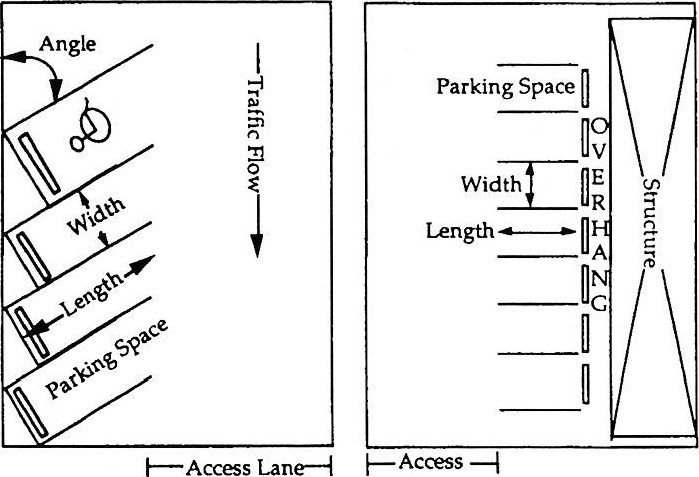 Angle
Traffic Flow
Width
Length
Parking Space
Access Lane
Parking Space
OVERHANG
Width
Length
Structure
Access